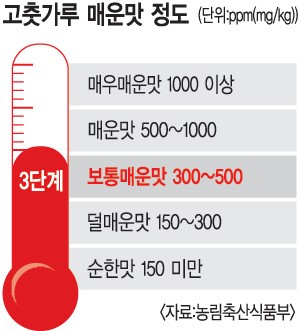 고춧가루 매운맛 정도 (단위:ppm(mg/kg))
매우매운맛 1000 이상
매운맛 500~1000
3단계 보통매운맛 300~500
덜매운맛 150~300
순한맛 150 미만
〈자료:농림축산식품부〉